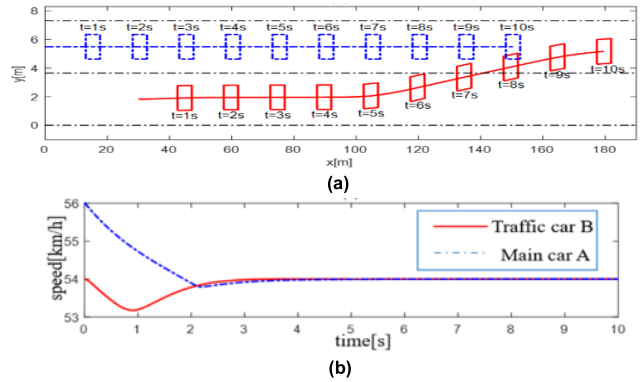 8
6
4
2
0
y[m]
t=1s t=2s t=3s t=4s t=5s t=6s t=7s t=8s t=9s t=10s
t=1s t=2s t=3s t=4s t=5s t=6s t=7s t=8s t=9s t=10s
0 20 40 60 80 100 120 140 160 180
x[m]
(a)
56
55
54
53
speed[km/h]
Traffic car B
Main car A
0 1 2 3 4 5 6 7 8 9 10
time[s]
(b)